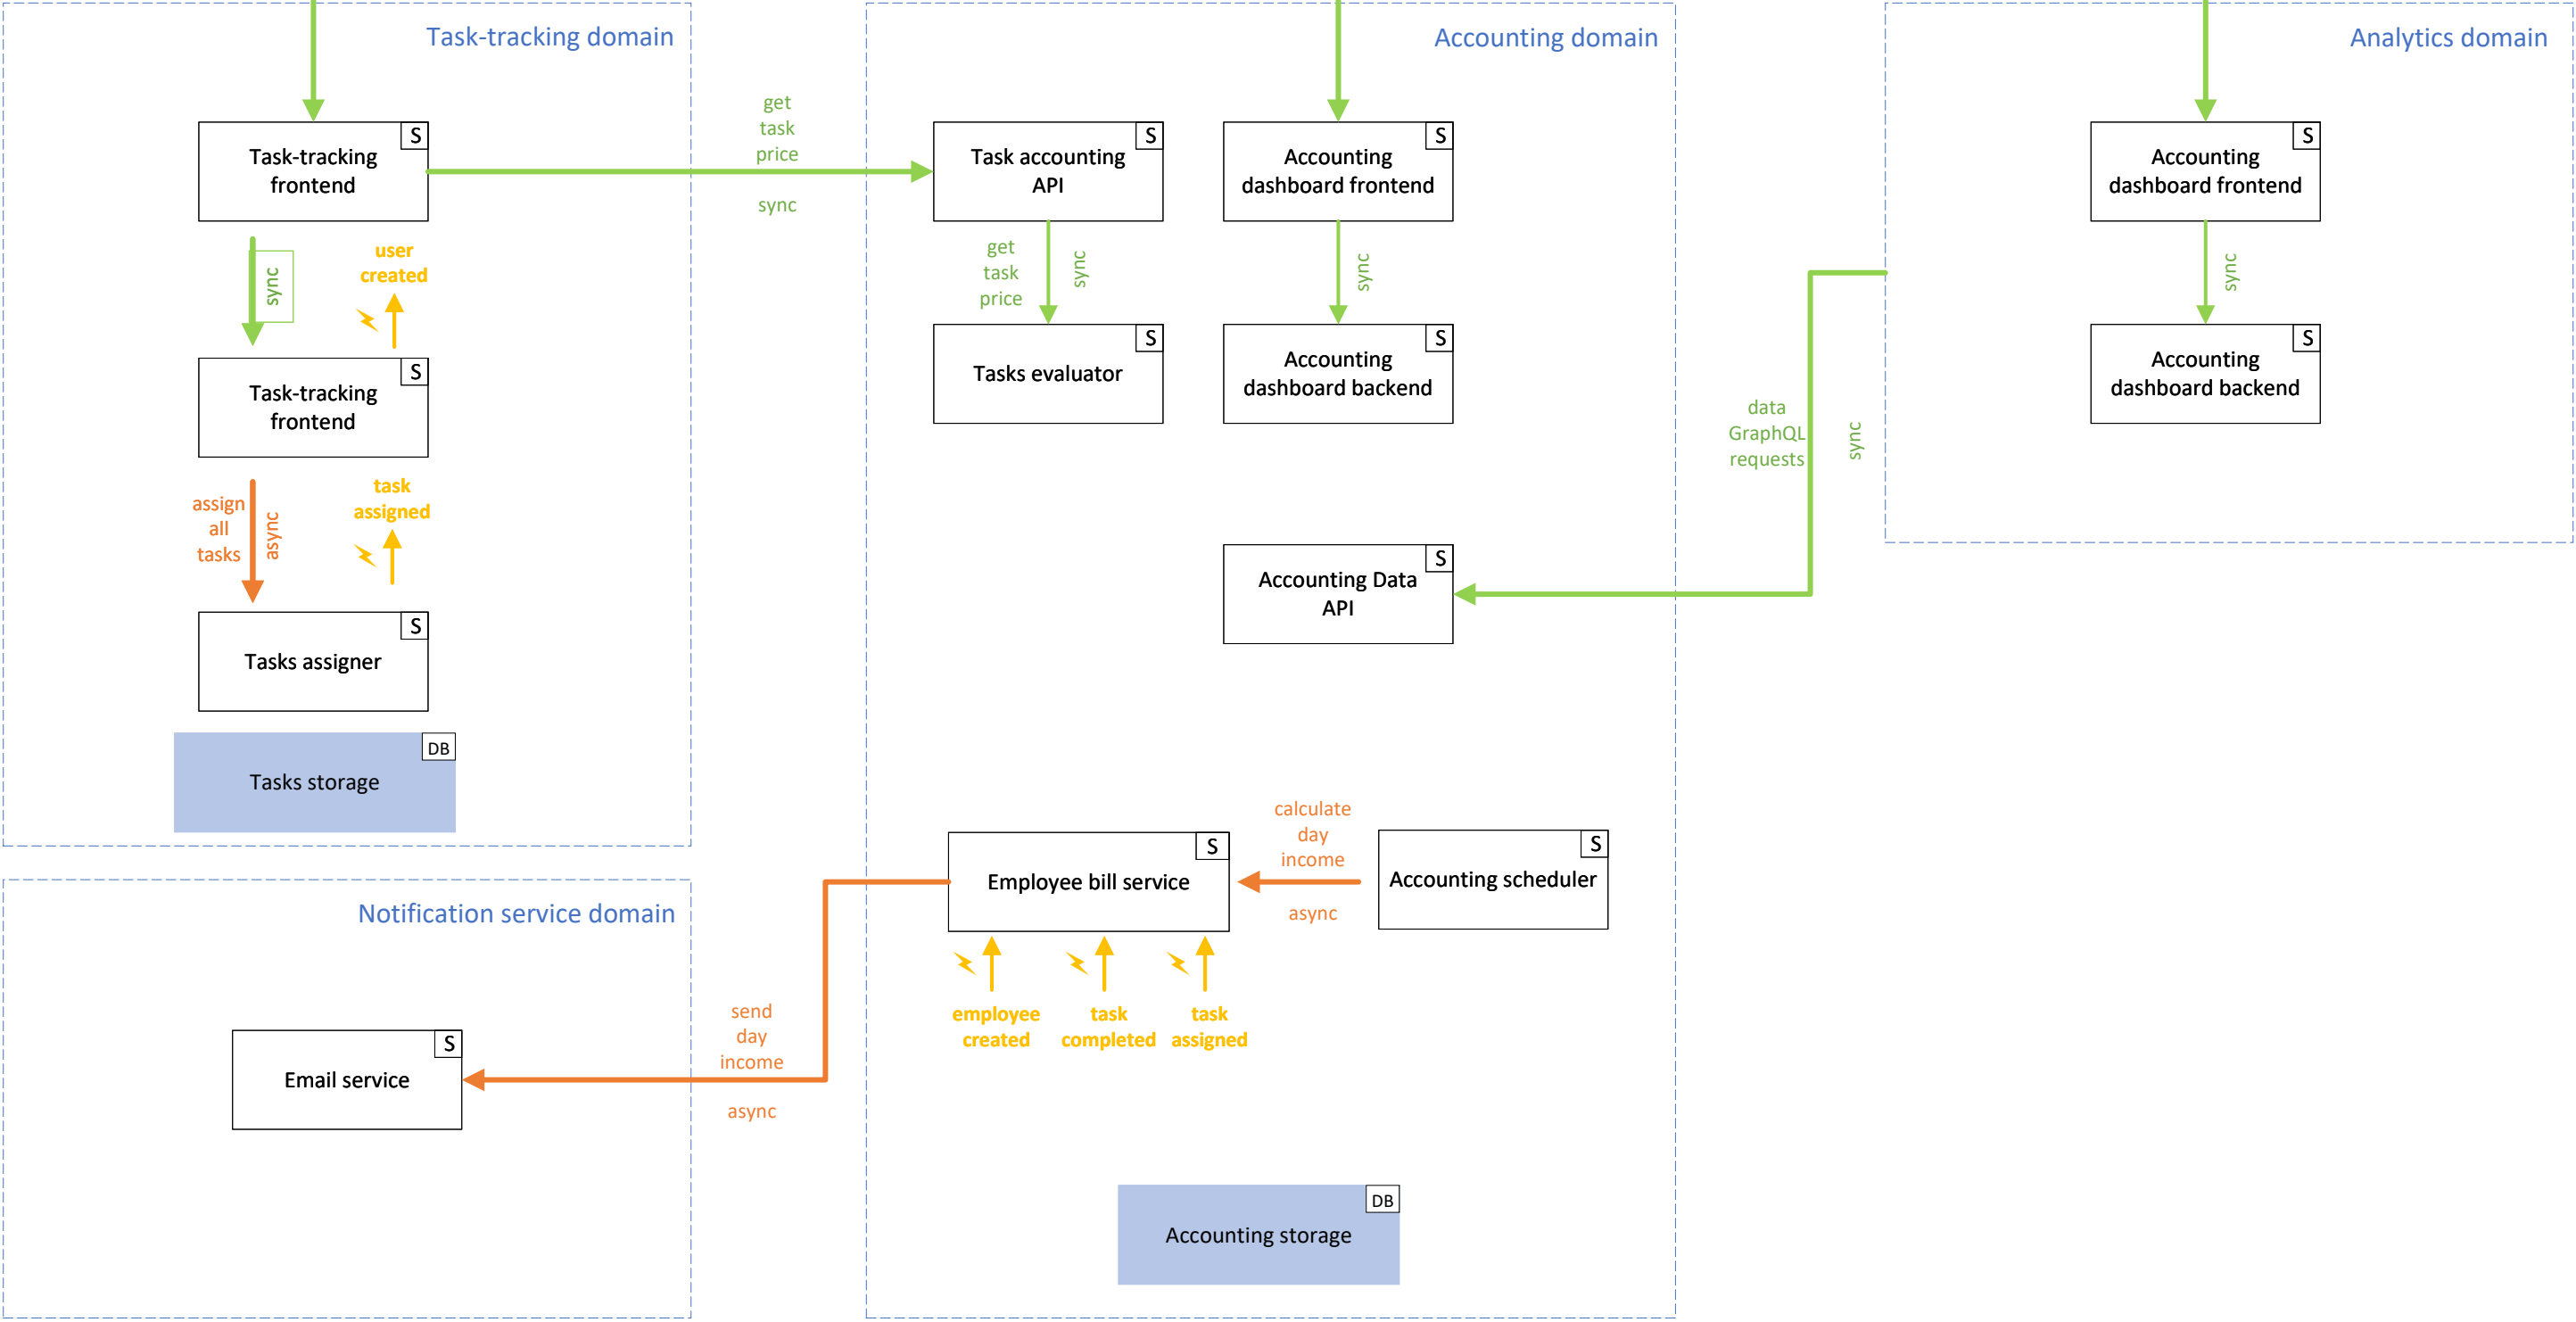 Task-tracking domain
S
Task-tracking
frontend
sync
user
created
S
Task-tracking
frontend
assign
all
tasks
async
task
assigned
S
Tasks assigner
DB
Tasks storage
get
task
price
sync
Accounting domain
S
Task accounting
API
S
Accounting
dashboard frontend
get
task
price
sync
sync
S
Tasks evaluator
S
Accounting
dashboard backend
S
Accounting Data
API
data
GraphQL
requests
sync
Analytics domain
S
Accounting
dashboard frontend
sync
S
Accounting
dashboard backend
S
Employee bill service
calculate
day
income
async
S
Accounting scheduler
employee
created
task
completed
task
assigned
DB
Accounting storage
Notification service domain
S
Email service
send
day
income
async